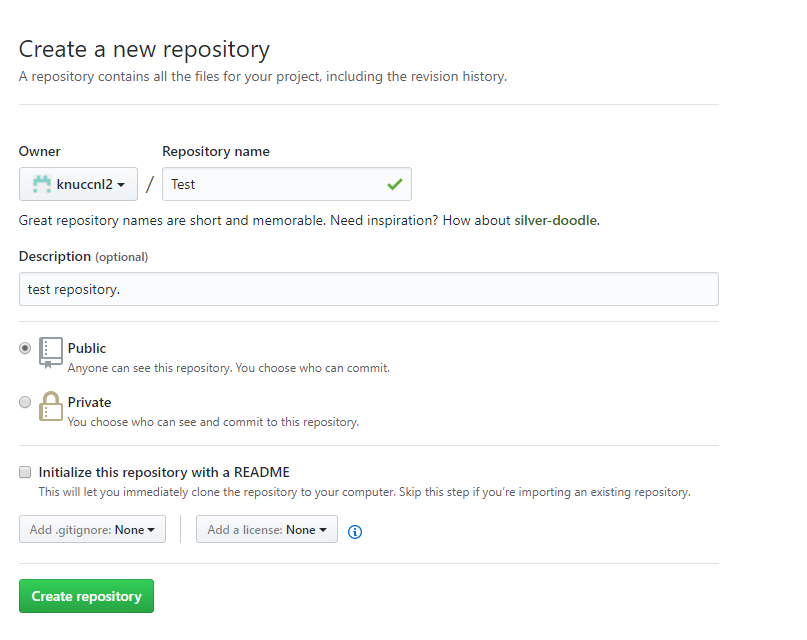 Create a new repository
A repository contains all the files for your project, including the revision history.
Owner
Repository name
knuccnl2 / Test
Great repository names are short and memorable. Need inspiration? How about silver-doodle.
Description (optional)
test repository.
Public
Anyone can see this repository. You choose who can commit.
Private
You choose who can see and commit to this repository.
Initialize this repository with a README
This will let you immediately clone the repository to your computer. Skip this step if you’re importing an existing repository.
Add .gitignore: None
Add a license: None
Create repository